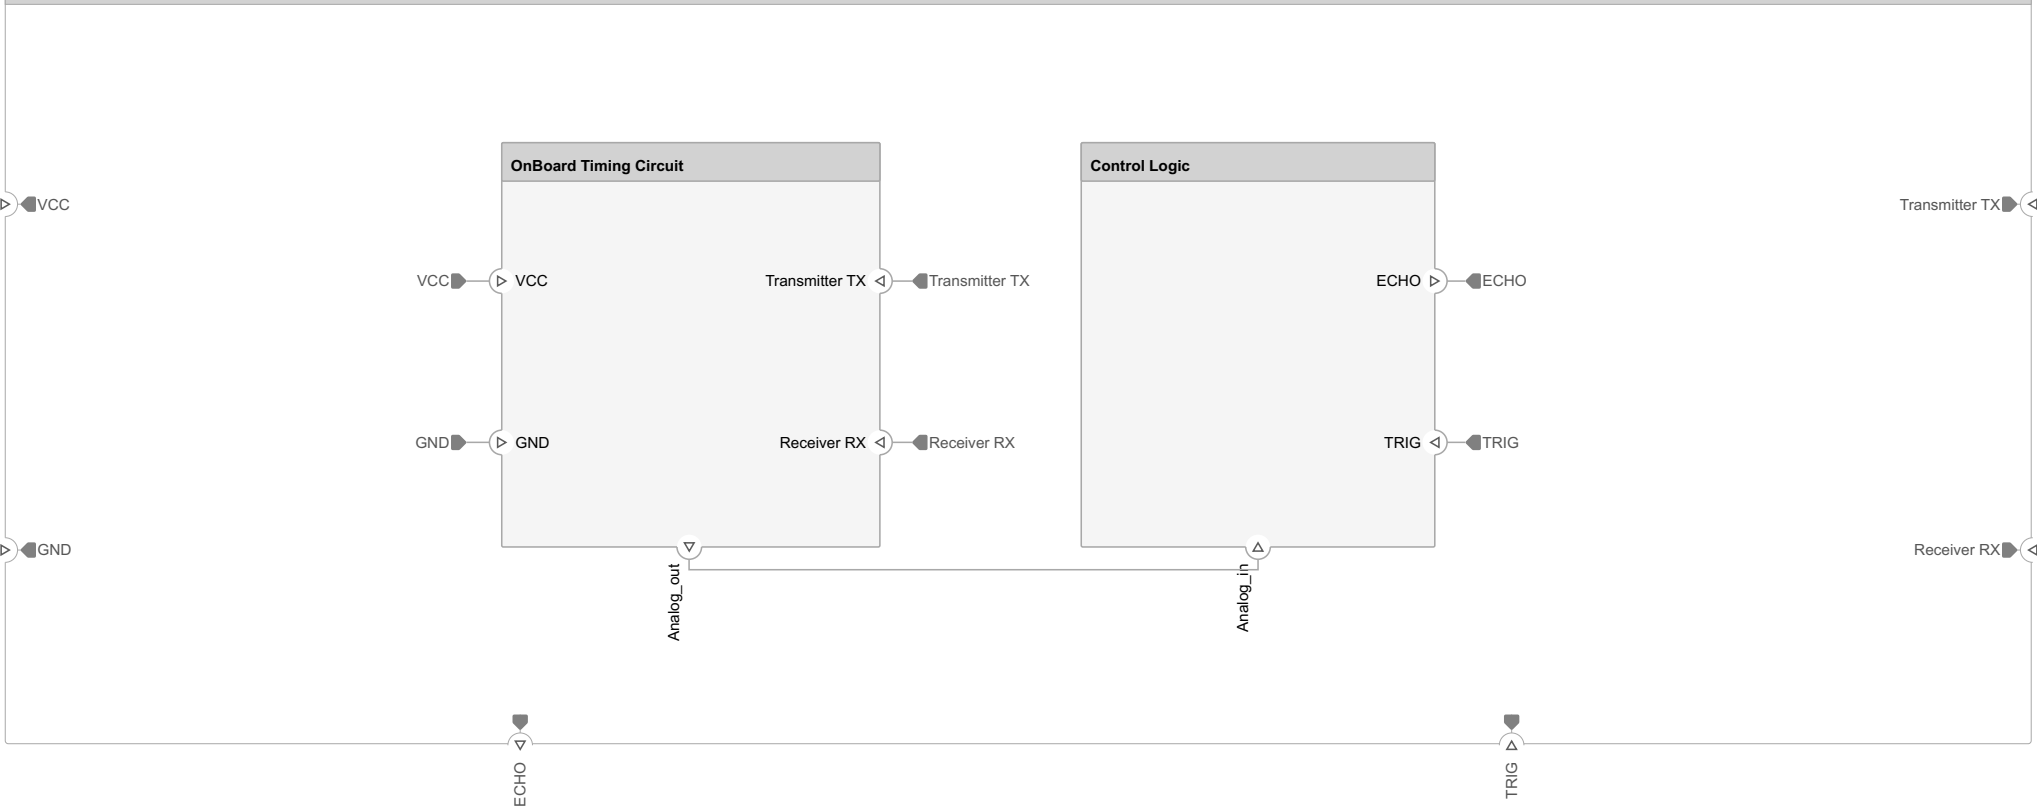 OnBoard Timing Circuit
Control Logic
VCC
Transmitter TX
VCC
VCC
Transmitter TX
Transmitter TX
ECHO
ECHO
GND
GND
Receiver RX
Receiver RX
TRIG
TRIG
GND
Receiver RX
Analog_out
Analog_in
ECHO
TRIG